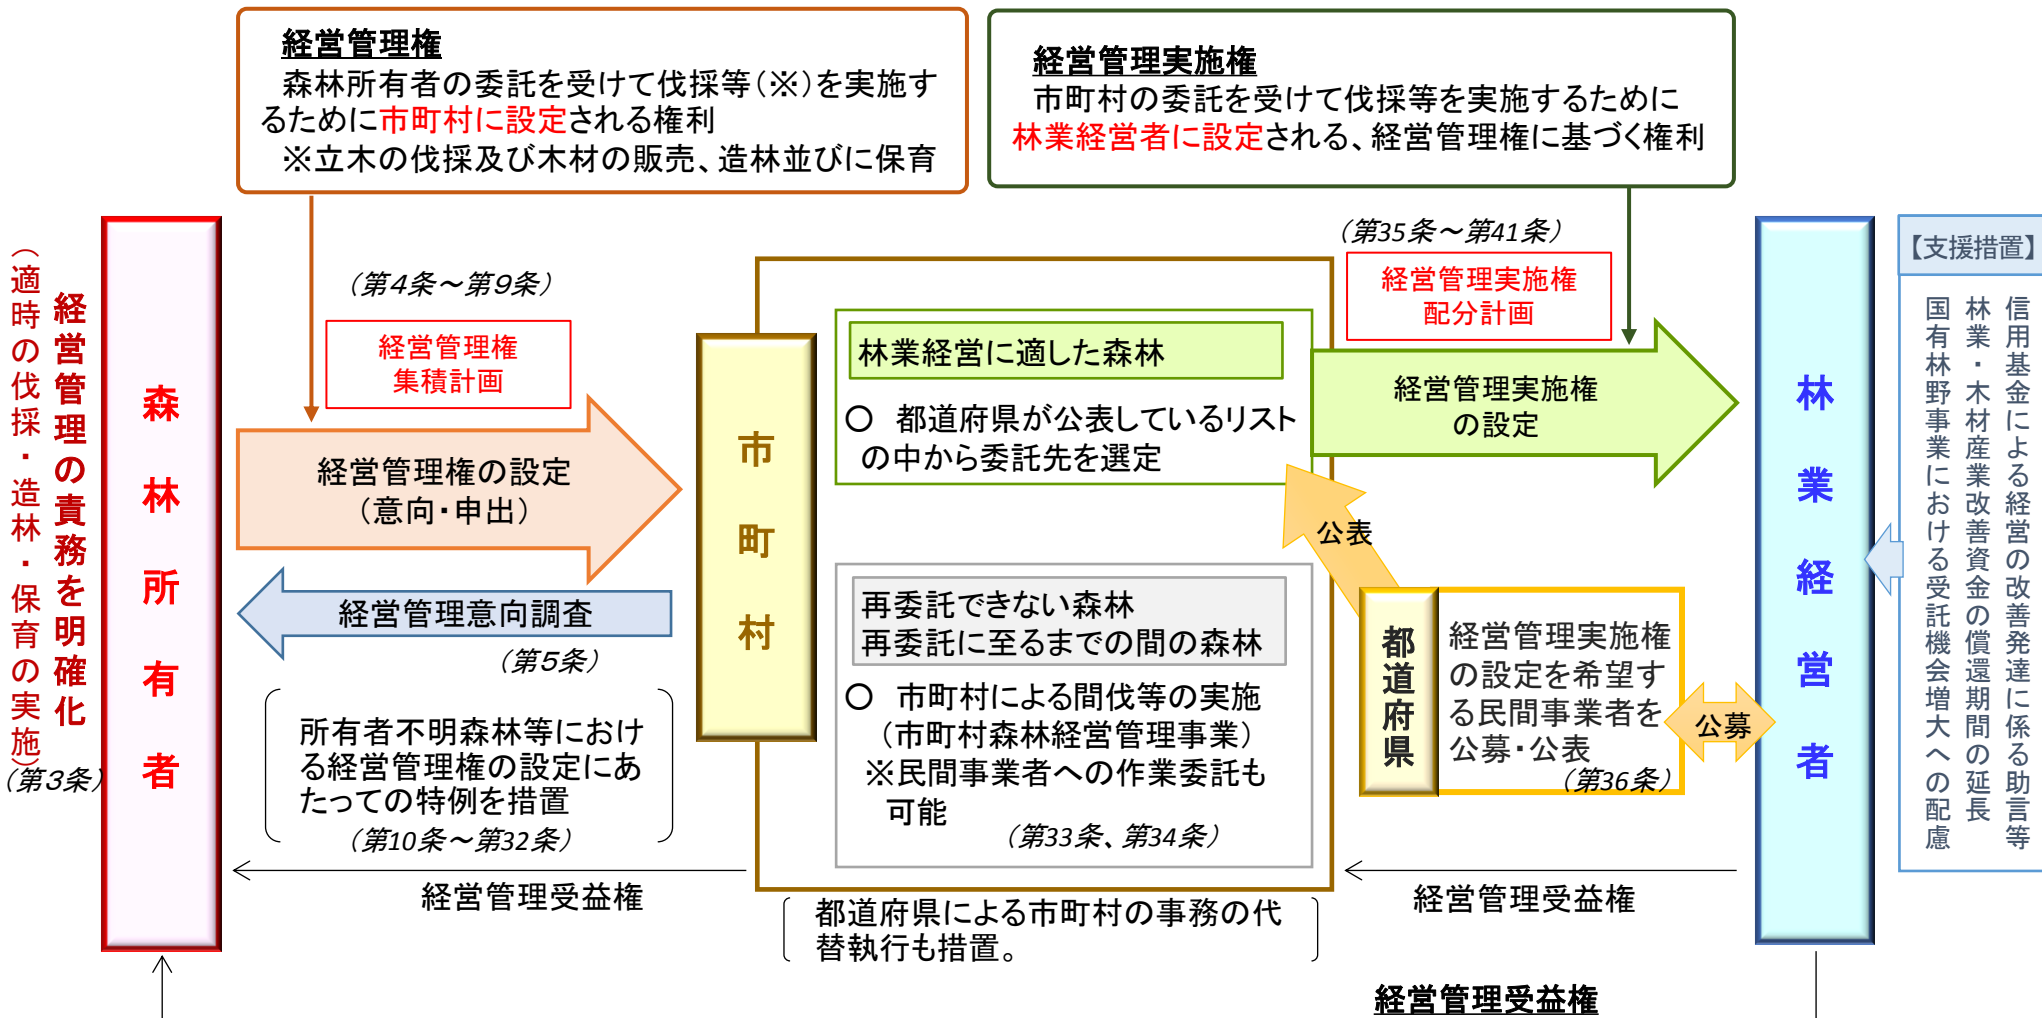 経営管理権
森林所有者の委託を受けて伐採等（※）を実施す
るために市町村に設定される権利
※立木の伐採及び木材の販売、造林並びに保育
経営管理実施権
市町村の委託を受けて伐採等を実施するために
林業経営者に設定される、経営管理権に基づく権利
経営管理の責務を明確化
（適時の伐採・造林・保育の実施）
（第3条）
森林所有者
（第4条～第9条）
経営管理権
集積計画
経営管理権の設定
（意向・申出）
経営管理意向調査
（第5条）
所有者不明森林等におけ
る経営管理権の設定にあ
たっての特例を措置
（第10条～第32条）
経営管理受益権
市町村
林業経営に適した森林
○　都道府県が公表しているリスト
の中から委託先を選定
再委託できない森林
再委託に至るまでの間の森林
○　市町村による間伐等の実施
（市町村森林経営管理事業）
※民間事業者への作業委託も
可能
（第33条、第34条）
都道府県による市町村の事務の代
替執行も措置。
（第35条～第41条）
経営管理実施権
配分計画
経営管理実施権
の設定
公表
都道府県
経営管理実施権
の設定を希望す
る民間事業者を
公募・公表
（第36条）
公募
経営管理受益権
林業経営者
【支援措置】
信用基金による経営の改善発達に係る助言等
林業・木材産業改善資金の償還期間の延長
国有林野事業における受託機会増大への配慮
経営管理受益権